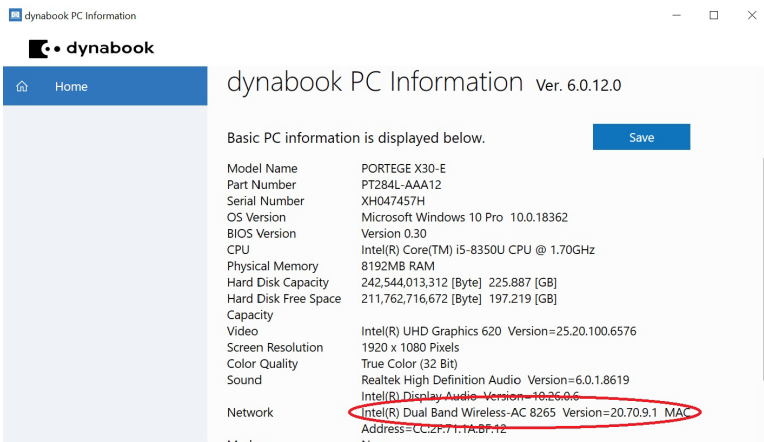 dynabook PC Information
dynabook
Home
dynabook PC Information Ver. 6.0.12.0
Basic PC information is displayed below.
Save
Model Name PORTEGE X30-E
Part Number PT284L-AAA12
Serial Number XH047457H
OS Version Microsoft Windows 10 Pro 10.0.18362
BIOS Version Version 0.30
CPU Intel(R) Core(TM) i5-8350U CPU @ 1.70GHz
Physical Memory 8192MB RAM
Hard Disk Capacity 242,544,013,312 [Byte] 225.887 [GB]
Hard Disk Free Space 211,762,716,672 [Byte] 197.219 [GB]
Capacity
Video Intel(R) UHD Graphics 620 Version=25.20.100.6576
Screen Resolution 1920 x 1080 Pixels
Color Quality True Color (32 Bit)
Sound Realtek High Definition Audio Version=6.0.1.8619
Intel(R) Display Audio Version=10.26.0.6
Network Intel(R) Dual Band Wireless-AC 8265 Version=20.70.9.1 MAC
Address=CC:2F:71:1A:BF:12